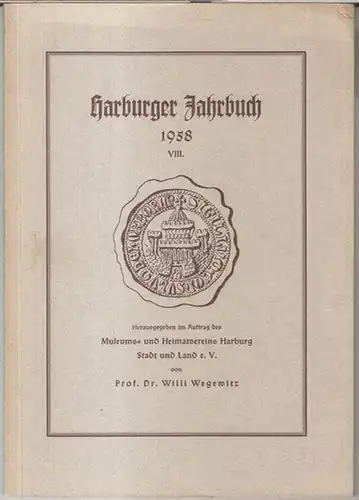 Harburger Jahrbuch
1958
VIII.
Herausgegeben im Auftrag des
Museums- und Heimatvereins Harburg
Stadt und Land e. V.
von
Prof. Dr. Willi Wegewitz